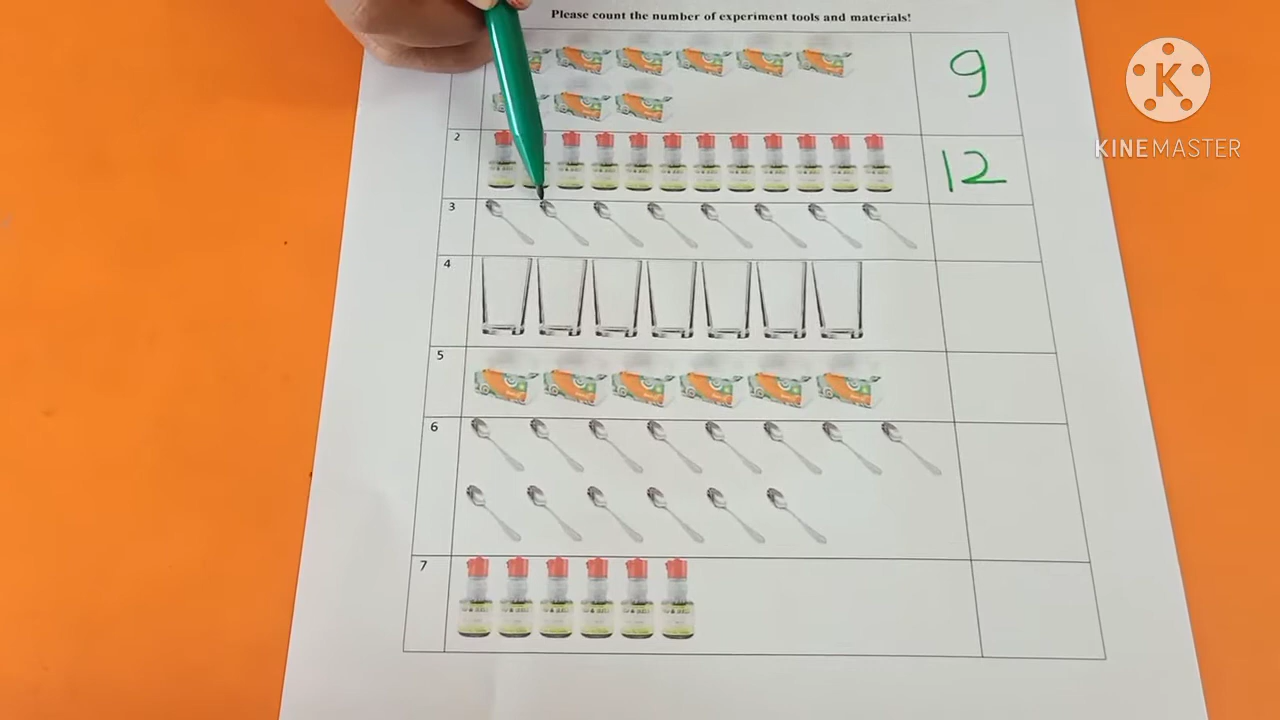 Please count the number of experiment tools and materials!
9
2
12
3
4
5
6
7
K
KINEMASTER